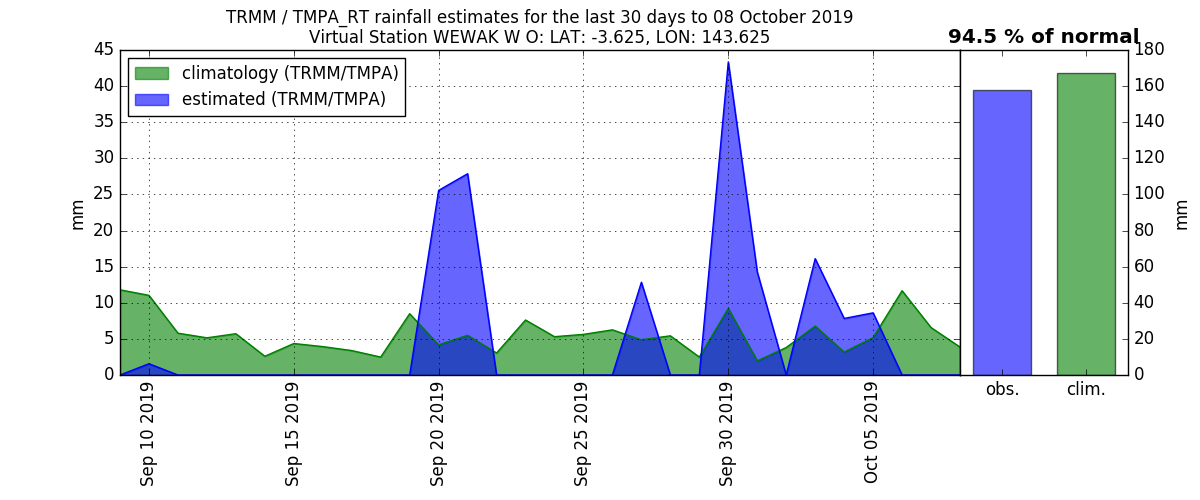 TRMM / TMPA_RT rainfall estimates for the last 30 days to 08 October 2019
Virtual Station WEWAK W O: LAT: -3.625, LON: 143.625
94.5 % of normal
climatology (TRMM/TMPA)
estimated (TRMM/TMPA)
mm
45
40
35
30
25
20
15
10
5
0
Sep 10 2019
Sep 15 2019
Sep 20 2019
Sep 25 2019
Sep 30 2019
Oct 05 2019
obs.
clim.
180
160
140
120
100
80
60
40
20
0
mm